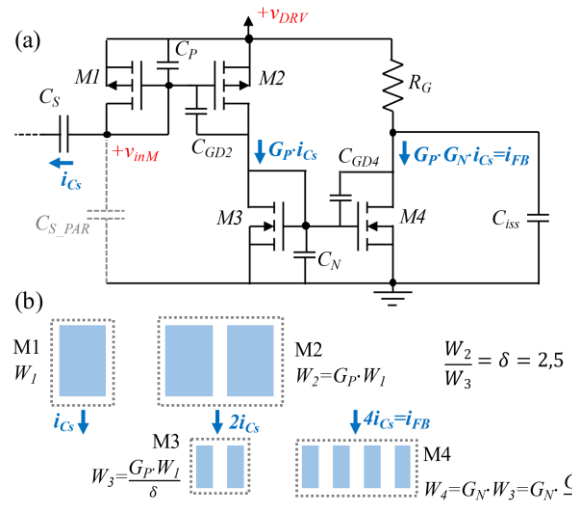 (a)
+v_DRV
M1
C_P
M2
R_G
C_S
+v_inM
C_GD2
G_P·i_Cs
C_GD4
G_P·G_N·i_Cs=i_FB
i_Cs
C_S_PAR
M3
M4
C_iss
C_N
(b)
M1
W_1
M2
W_2=G_P·W_1
W_2/W_3 = δ = 2,5
i_Cs
2i_Cs
4i_Cs=i_FB
M3
W_3=G_P·W_1/δ
M4
W_4=G_N·W_3=G_N·